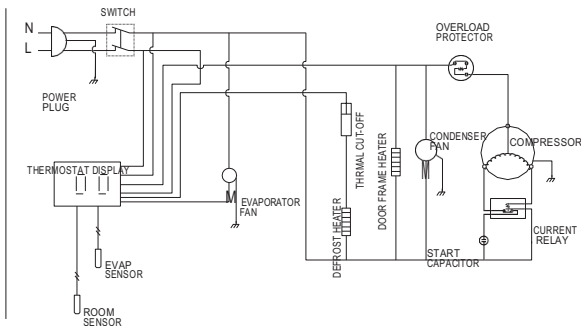 SWITCH
N
L
POWER
PLUG
OVERLOAD
PROTECTOR
THERMOSTAT DISPLAY
M
EVAPORATOR
FAN
THRMAL CUT-OFF
DEFROST HEATER
DOOR FRAME HEATER
CONDENSER
FAN
M
COMPRESSOR
START
CAPACITOR
CURRENT
RELAY
EVAP
SENSOR
ROOM
SENSOR